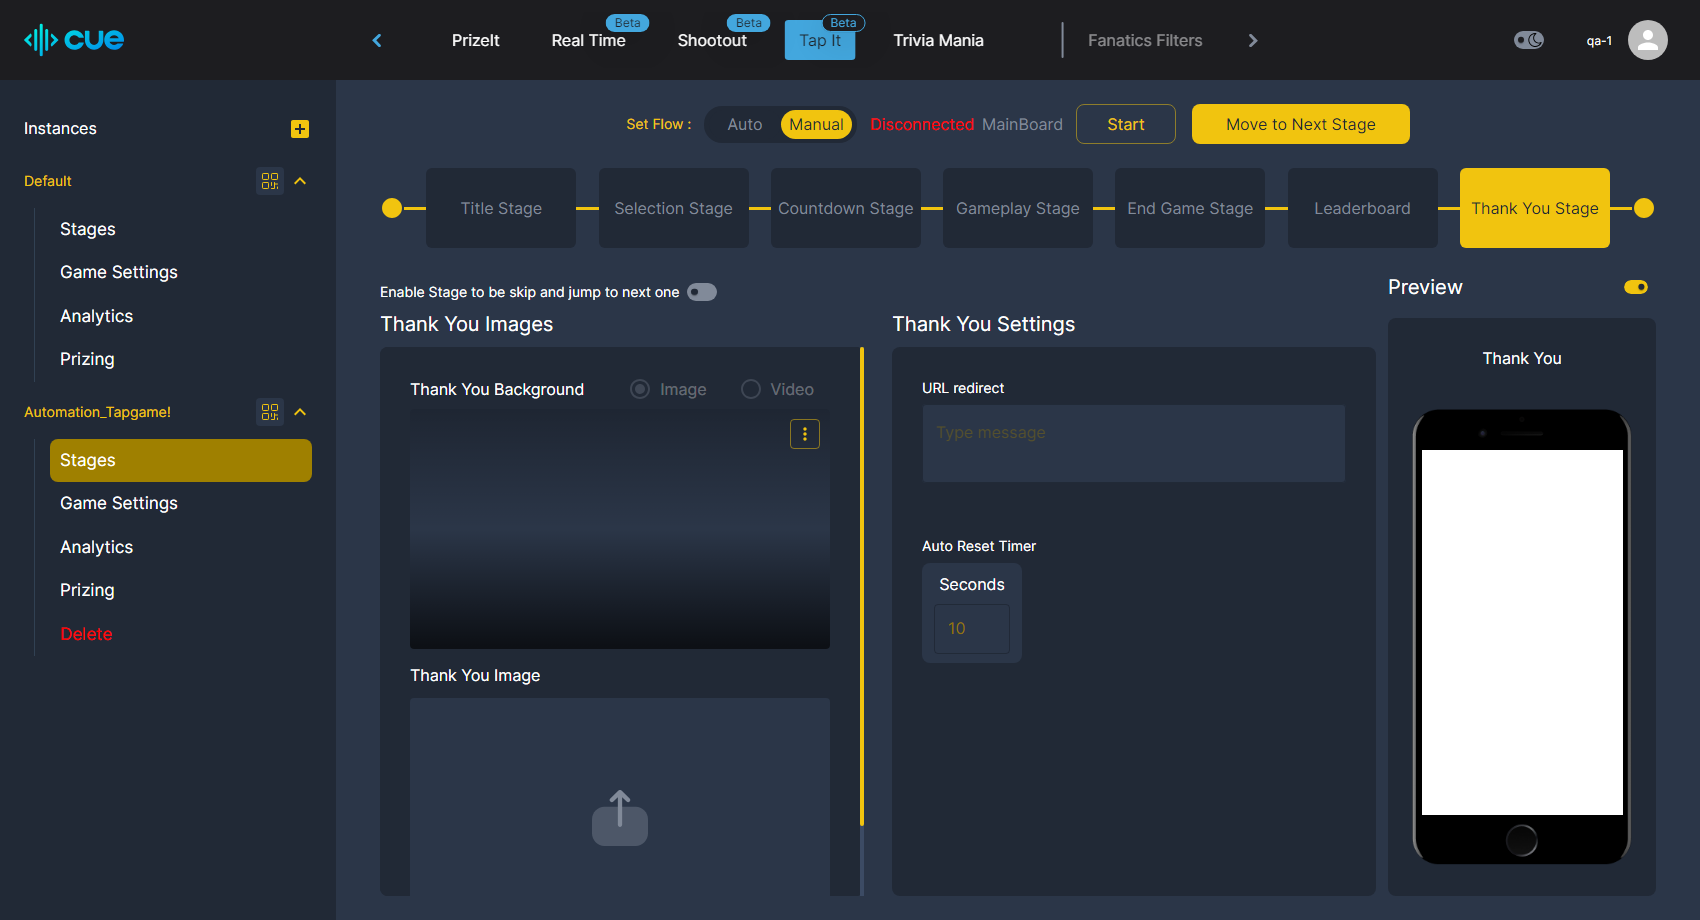 cue
PrizeIt
Real Time
Beta
Shootout
Beta
Tap It
Beta
Trivia Mania
Fanatics Filters
qa-1
Instances
Default
Stages
Game Settings
Analytics
Prizing
Automation_Tapgame!
Stages
Game Settings
Analytics
Prizing
Delete
Set Flow :
Auto
Manual
Disconnected
MainBoard
Start
Move to Next Stage
Title Stage
Selection Stage
Countdown Stage
Gameplay Stage
End Game Stage
Leaderboard
Thank You Stage
Enable Stage to be skip and jump to next one
Thank You Images
Thank You Background
Image
Video
Thank You Image
Thank You Settings
URL redirect
Type message
Auto Reset Timer
Seconds
10
Preview
Thank You